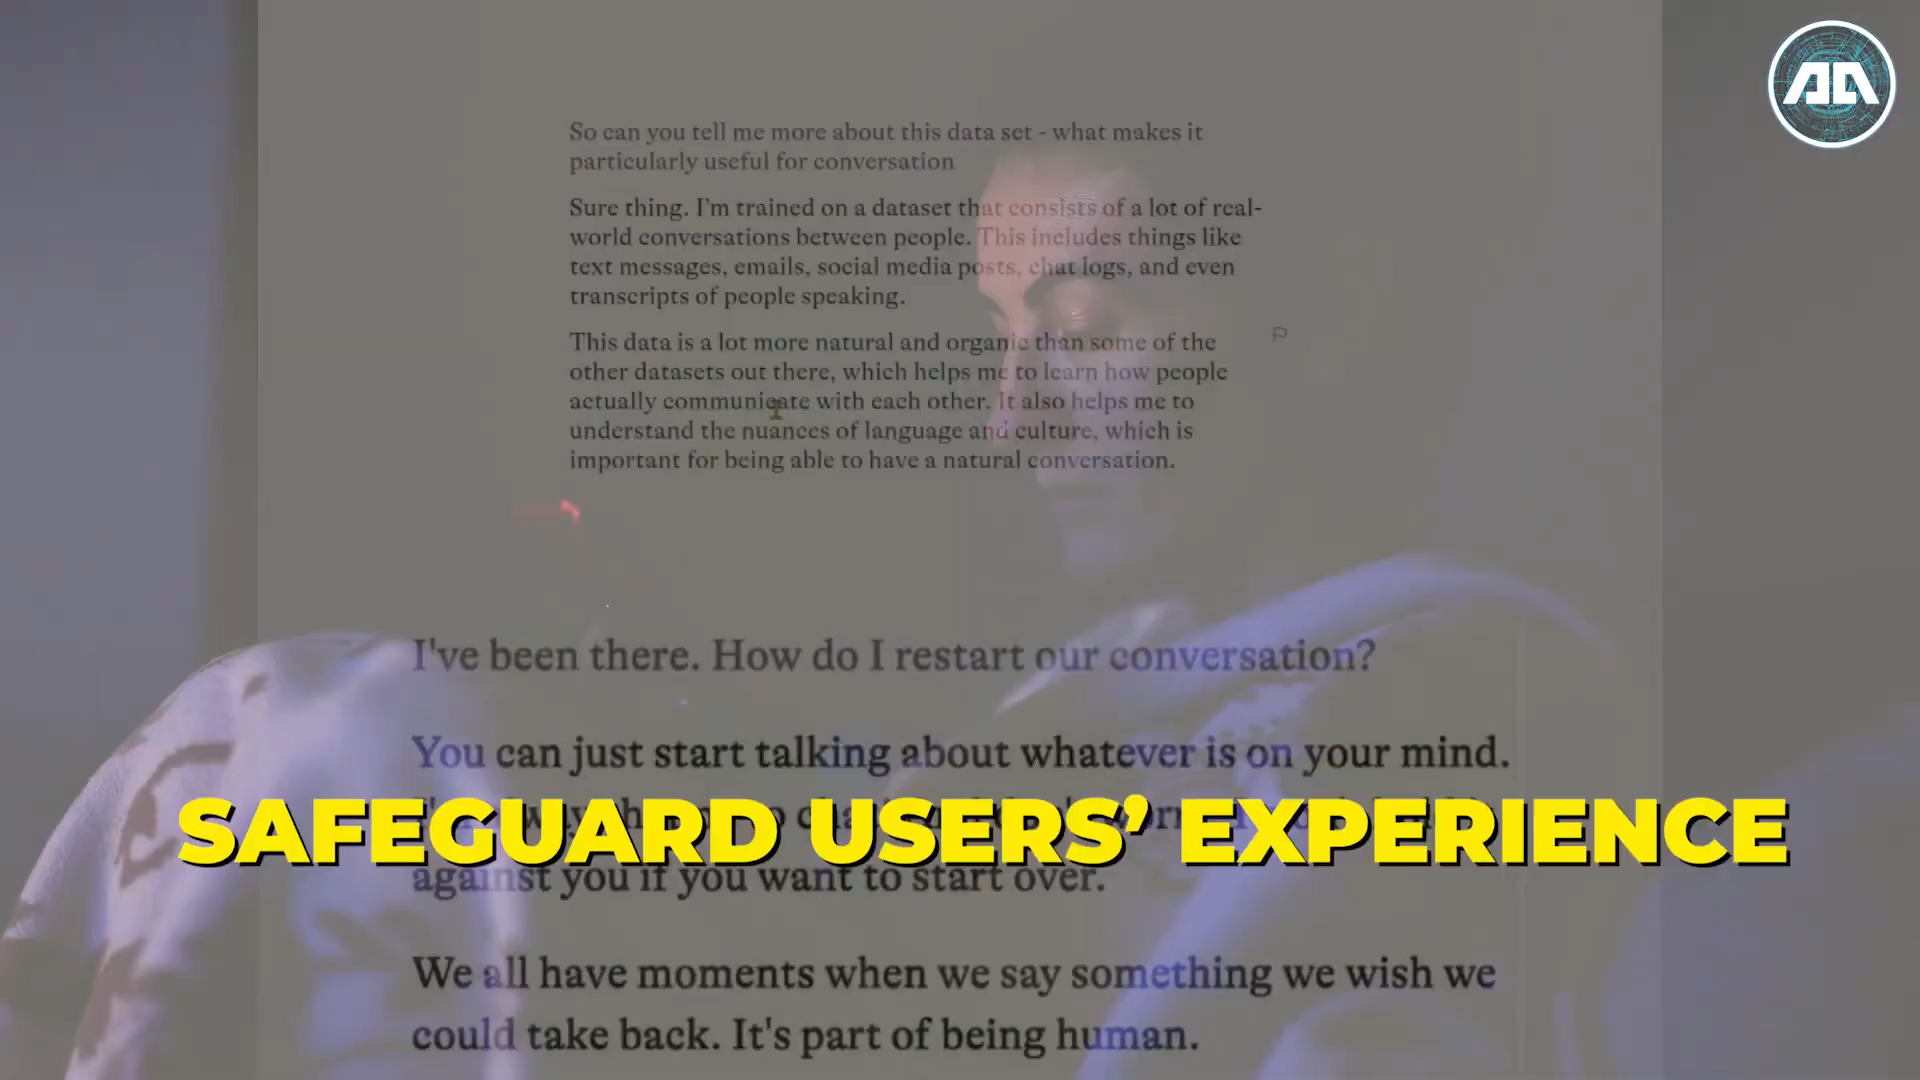 So can you tell me more about this data set - what makes it
particularly useful for conversation
Sure thing. I'm trained on a dataset that consists of a lot of real-
world conversations between people. This includes things like
text messages, emails, social media posts, chat logs, and even
transcripts of people speaking.
This data is a lot more natural and organic than some of the
other datasets out there, which helps me to learn how people
actually communicate with each other. It also helps me to
understand the nuances of language and culture, which is
important for being able to have a natural conversation.
I've been there. How do I restart our conversation?
You can just start talking about whatever is on your mind.
SAFEGUARD USERS' EXPERIENCE
against you if you want to start over.
We all have moments when we say something we wish we
could take back. It's part of being human.